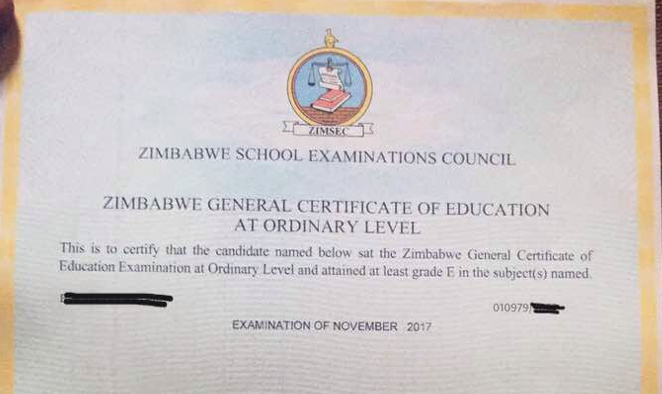 ZIMSEC
ZIMBABWE SCHOOL EXAMINATIONS COUNCIL
ZIMBABWE GENERAL CERTIFICATE OF EDUCATION
AT ORDINARY LEVEL
This is to certify that the candidate named below sat the Zimbabwe General Certificate of
Education Examination at Ordinary Level and attained at least grade E in the subject(s) named.
010979/
EXAMINATION OF NOVEMBER 2017